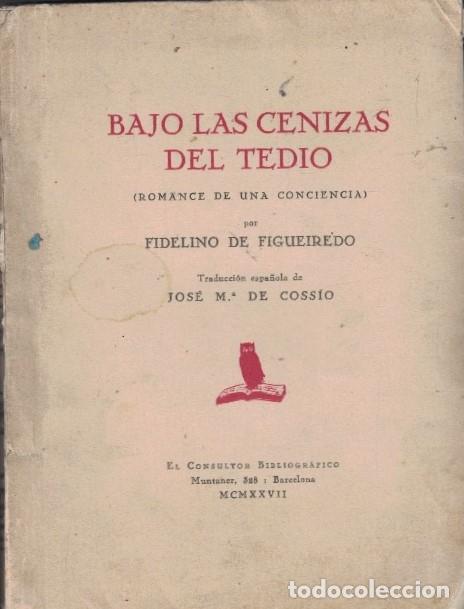 BAJO LAS CENIZAS
DEL TEDIO
(ROMANCE DE UNA CONCIENCIA)
por
FIDELINO DE FIGUEIREDO
Traducción española de
JOSÉ M.ª DE COSSÍO
EL CONSULTOR BIBLIOGRÁFICO
Muntaner, 328 : Barcelona
MCMXXVII
todocoleccion.net